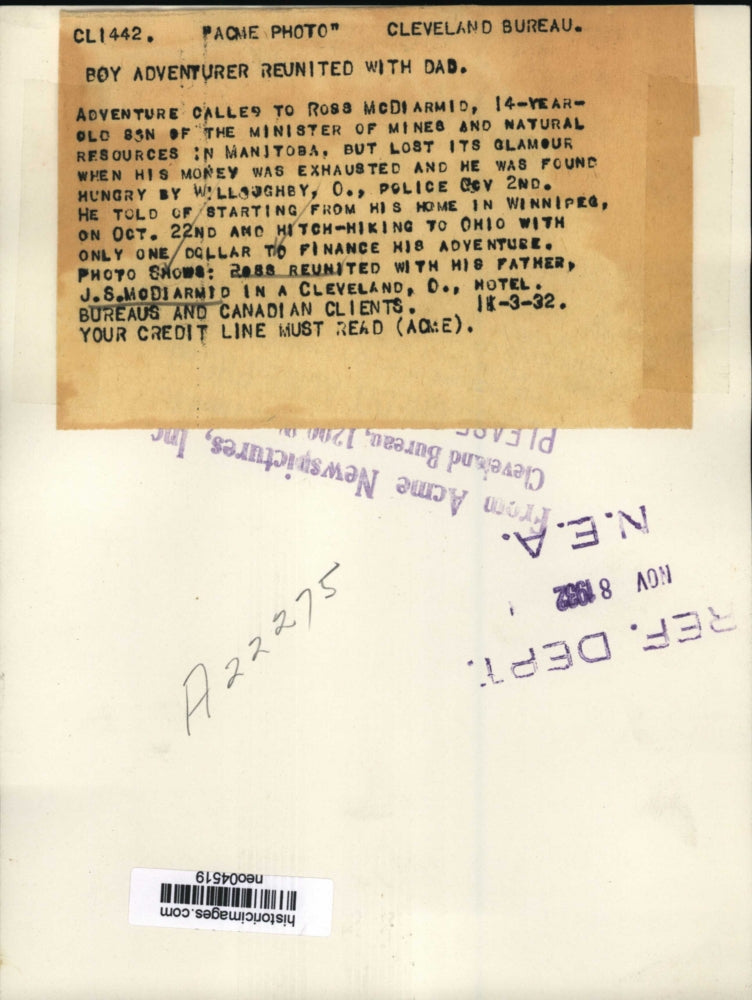 CL1442. "ACME PHOTO" CLEVELAND BUREAU.
BOY ADVENTURER REUNITED WITH DAD.
ADVENTURE CALLED TO ROSS MCDIARMID, 14-YEAR-
OLD SON OF THE MINISTER OF MINES AND NATURAL
RESOURCES IN MANITOBA, BUT LOST ITS GLAMOUR
WHEN HIS MONEY WAS EXHAUSTED AND HE WAS FOUND
HUNGRY BY WILLOUGHBY, O., POLICE OCV 2ND.
HE TOLD OF STARTING FROM HIS HOME IN WINNIPEG,
ON OCT. 22ND AND HITCH-HIKING TO OHIO WITH
ONLY ONE DOLLAR TO FINANCE HIS ADVENTURE.
PHOTO SHOWS: ROSS REUNITED WITH HIS FATHER,
J.S.MCDIARMID IN A CLEVELAND, O., HOTEL.
BUREAUS AND CANADIAN CLIENTS. 1K-3-32.
YOUR CREDIT LINE MUST READ (ACME).
PLEASE
Cleveland Bureau, 1200
From Acme Newspictures, Inc
N.E.A.
NOV 8 1932
REF. DEPT.
A22275
neo04519
historicimages.com